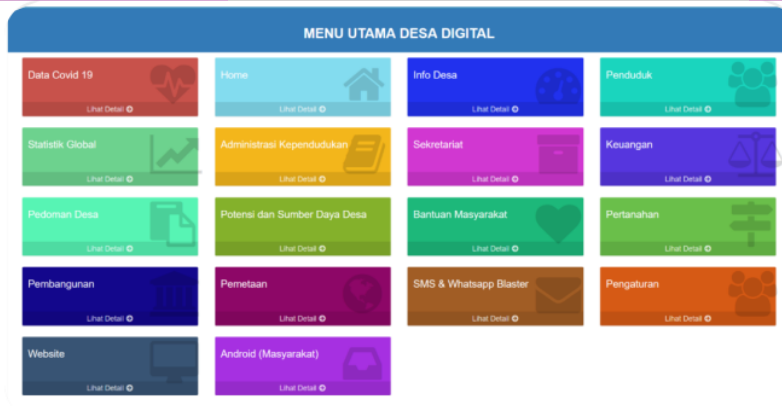 MENU UTAMA DESA DIGITAL
Data Covid 19
Lihat Detail
Home
Lihat Detail
Info Desa
Lihat Detail
Penduduk
Lihat Detail
Statistik Global
Lihat Detail
Administrasi Kependudukan
Lihat Detail
Sekretariat
Lihat Detail
Keuangan
Lihat Detail
Pedoman Desa
Lihat Detail
Potensi dan Sumber Daya Desa
Lihat Detail
Bantuan Masyarakat
Lihat Detail
Pertanahan
Lihat Detail
Pembangunan
Lihat Detail
Pemetaan
Lihat Detail
SMS & Whatsapp Blaster
Lihat Detail
Pengaturan
Lihat Detail
Website
Lihat Detail
Android (Masyarakat)
Lihat Detail